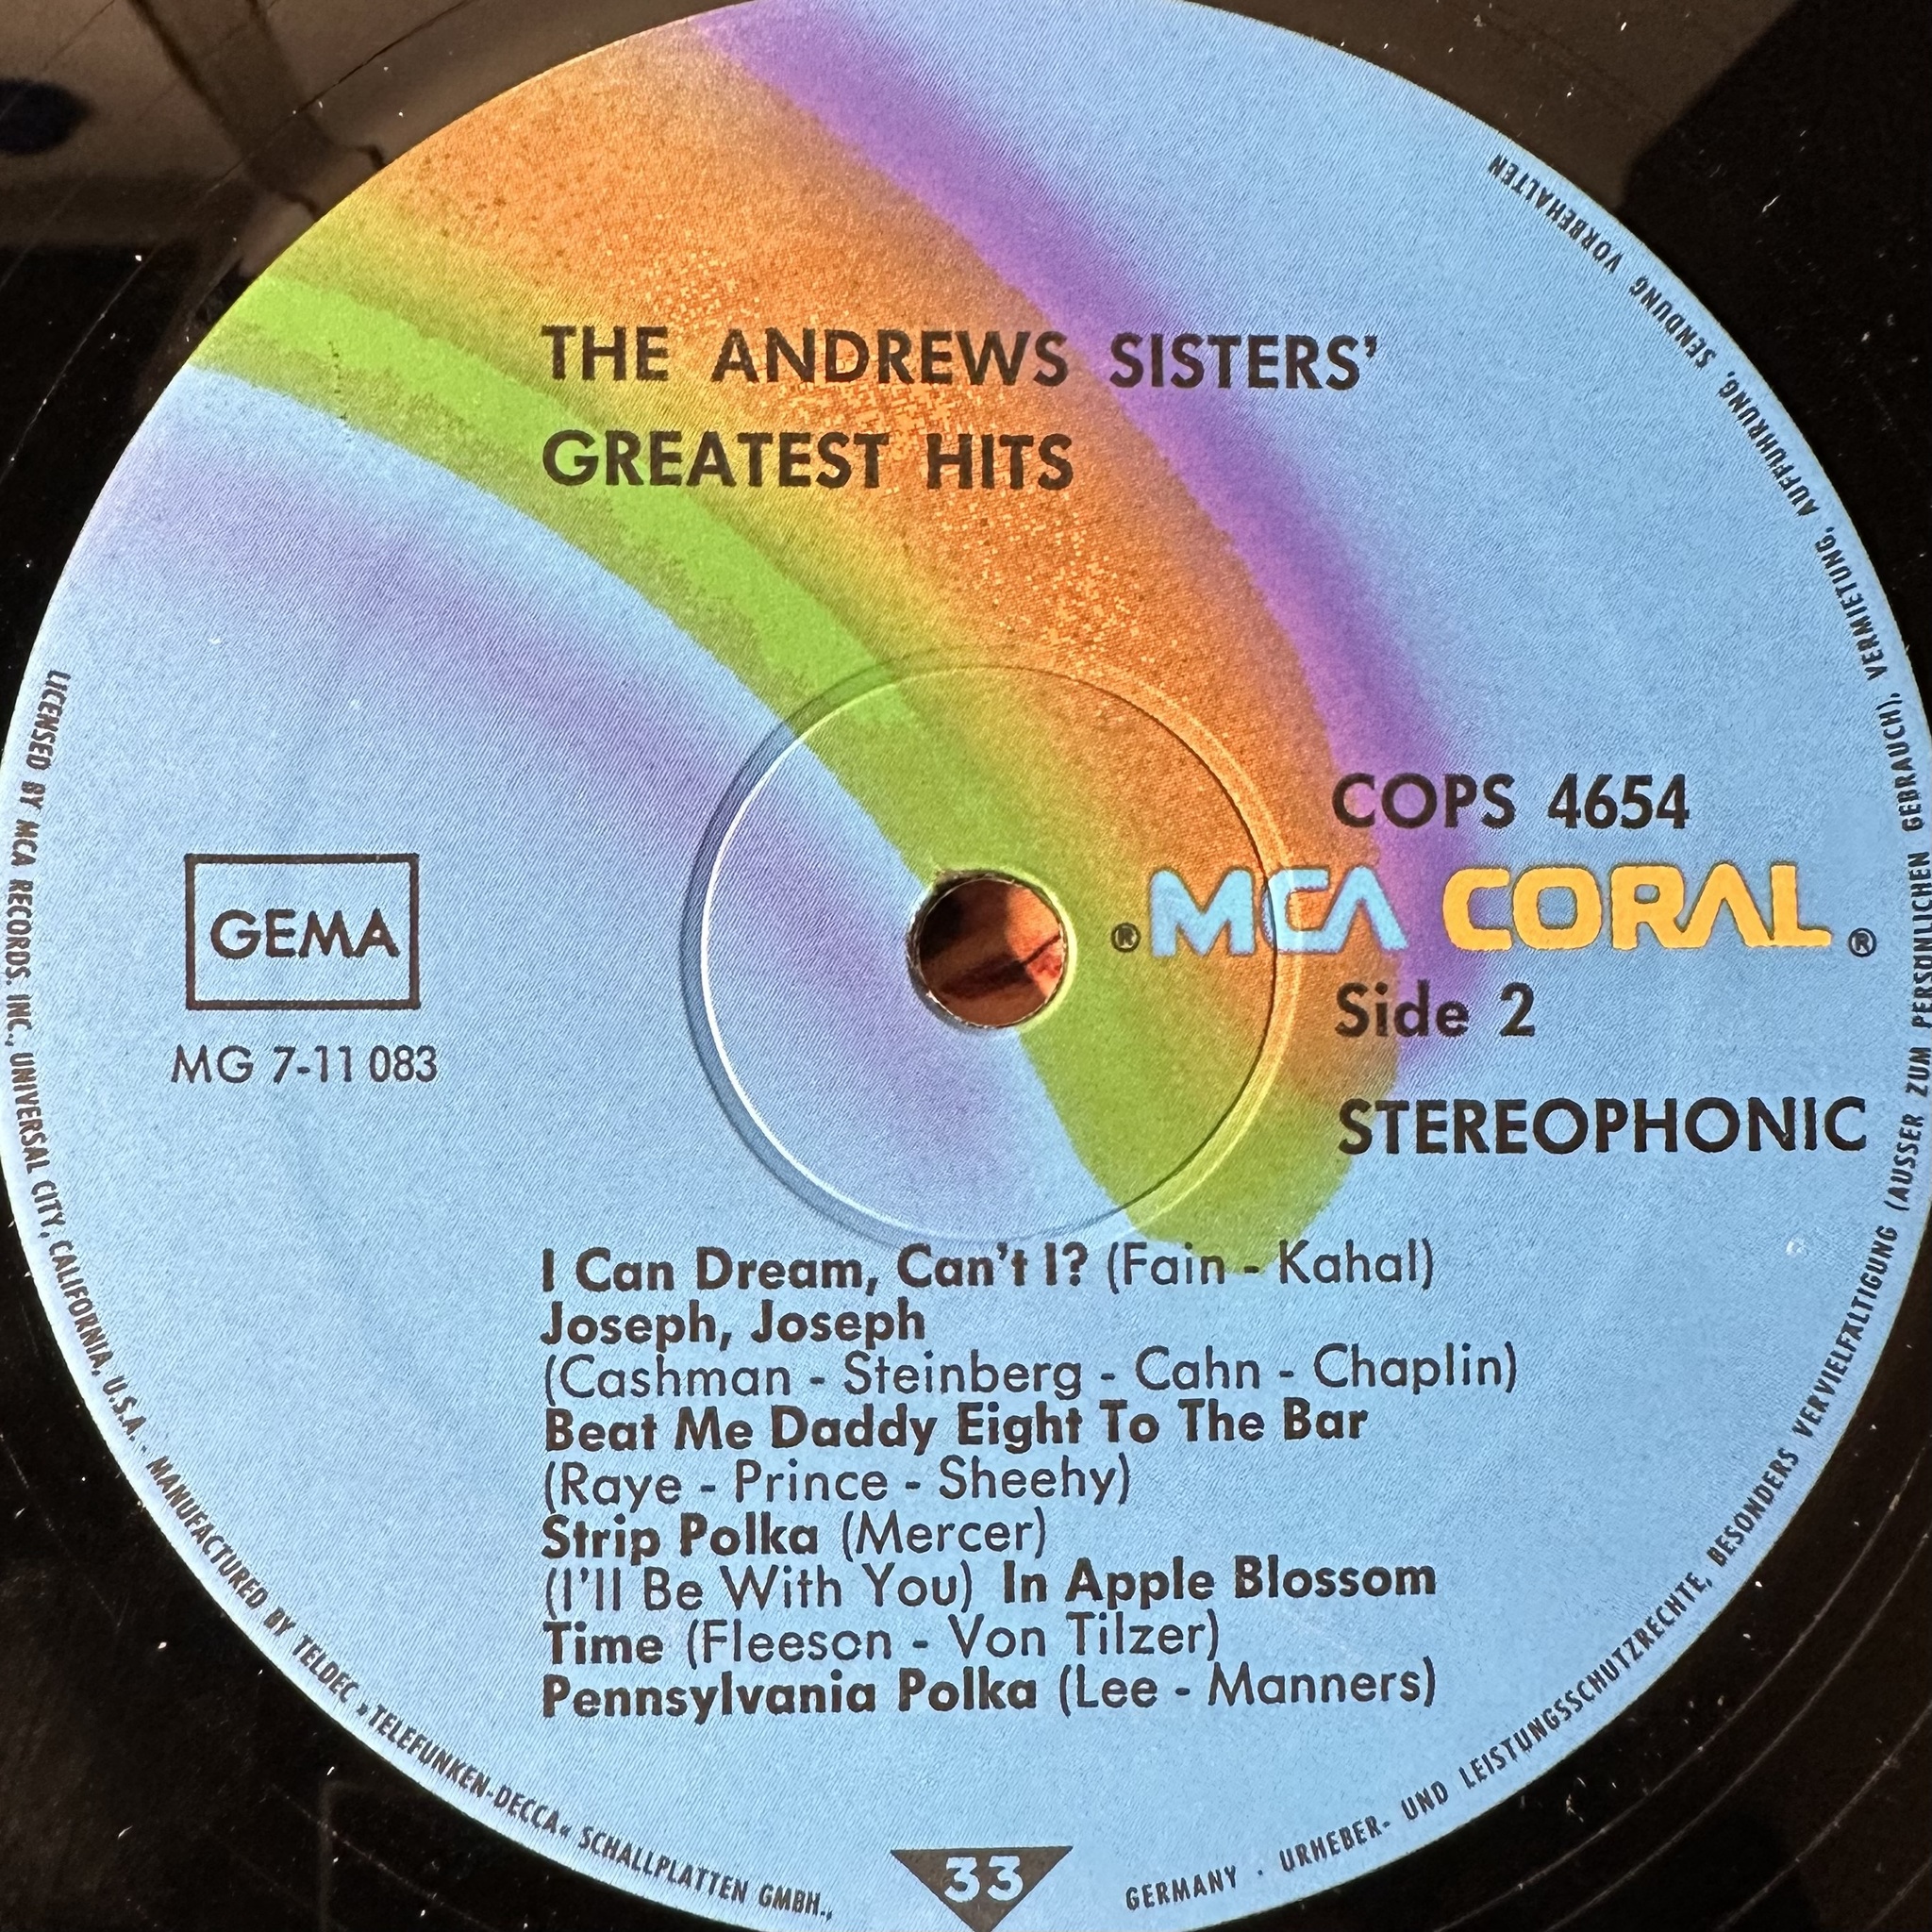 THE ANDREWS SISTERS'
GREATEST HITS
COPS 4654
® MCA CORAL ®
Side 2
STEREOPHONIC
GEMA
MG 7-11 083
I Can Dream, Can't I? (Fain - Kahal)
Joseph, Joseph
(Cashman - Steinberg - Cahn - Chaplin)
Beat Me Daddy Eight To The Bar
(Raye - Prince - Sheehy)
Strip Polka (Mercer)
(I'll Be With You) In Apple Blossom
Time (Fleeson - Von Tilzer)
Pennsylvania Polka (Lee - Manners)
33
LICENSED BY MCA RECORDS. INC., UNIVERSAL CITY, CALIFORNIA, U.S.A. · MANUFACTURED BY TELDEC »TELEFUNKEN-DECCA« SCHALLPLATTEN GMBH., GERMANY · URHEBER- UND LEISTUNGSSCHUTZRECHTE, BESONDERS VERVIELFÄLTIGUNG (AUSSER ZUM PERSÖNLICHEN GEBRAUCH), VERMIETUNG, AUFFÜHRUNG, SENDUNG VORBEHALTEN